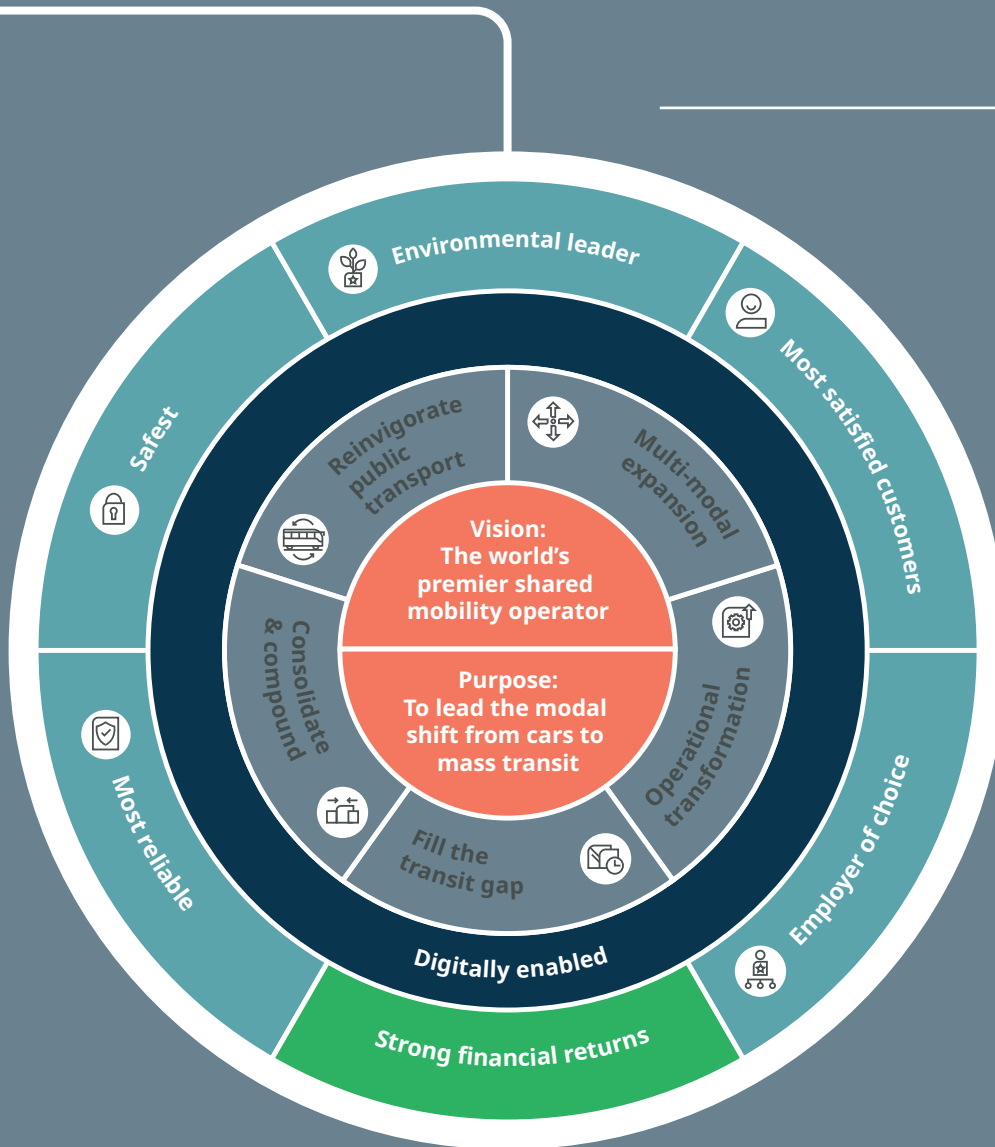 Environmental leader
Most satisfied customers
Employer of choice
Strong financial returns
Most reliable
Safest
Digitally enabled
Reinvigorate
public
transport
Multi-modal
expansion
Operational
transformation
Fill the
transit gap
Consolidate
& compound
Vision:
The world’s
premier shared
mobility operator
Purpose:
To lead the modal
shift from cars to
mass transit